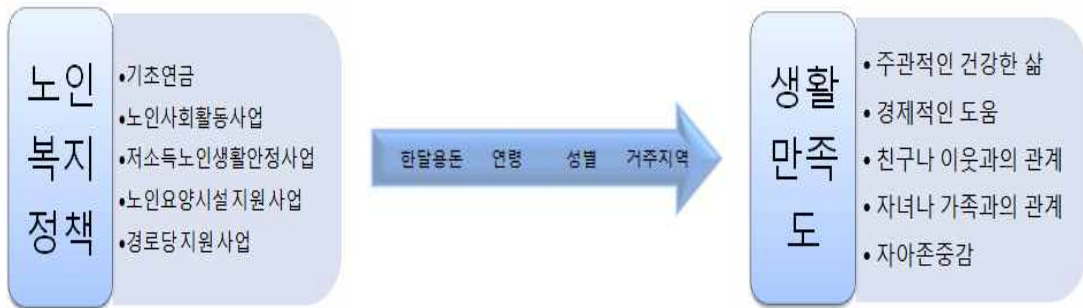 노인
복지
정책
•기초연금
•노인사회활동사업
•저소득노인생활안정사업
•노인요양시설 지원사업
•경로당지원사업
한달용돈 연령 성별 거주지역
생활
만족
도
• 주관적인 건강한 삶
• 경제적인 도움
• 친구나 이웃과의 관계
• 자녀나 가족과의 관계
• 자아존중감